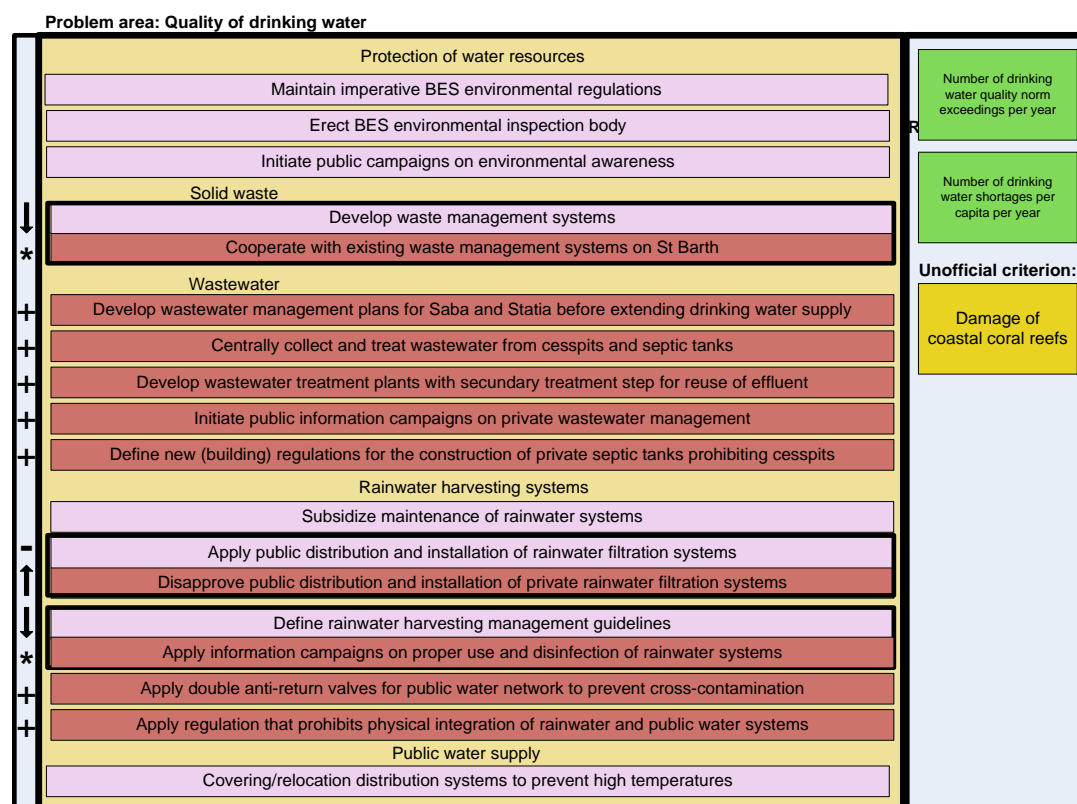 Problem area: Quality of drinking water
Protection of water resources
Maintain imperative BES environmental regulations
Erect BES environmental inspection body
Initiate public campaigns on environmental awareness
Solid waste
↓
Develop waste management systems
*
Cooperate with existing waste management systems on St Barth
Wastewater
+
Develop wastewater management plans for Saba and Statia before extending drinking water supply
+
Centrally collect and treat wastewater from cesspits and septic tanks
+
Develop wastewater treatment plants with secundary treatment step for reuse of effluent
+
Initiate public information campaigns on private wastewater management
+
Define new (building) regulations for the construction of private septic tanks prohibiting cesspits
Rainwater harvesting systems
Subsidize maintenance of rainwater systems
-
Apply public distribution and installation of rainwater filtration systems
↑
Disapprove public distribution and installation of private rainwater filtration systems
↓
Define rainwater harvesting management guidelines
*
Apply information campaigns on proper use and disinfection of rainwater systems
+
Apply double anti-return valves for public water network to prevent cross-contamination
+
Apply regulation that prohibits physical integration of rainwater and public water systems
Public water supply
Covering/relocation distribution systems to prevent high temperatures
Number of drinking
water quality norm
exceedings per year
R
Number of drinking
water shortages per
capita per year
Unofficial criterion:
Damage of
coastal coral reefs